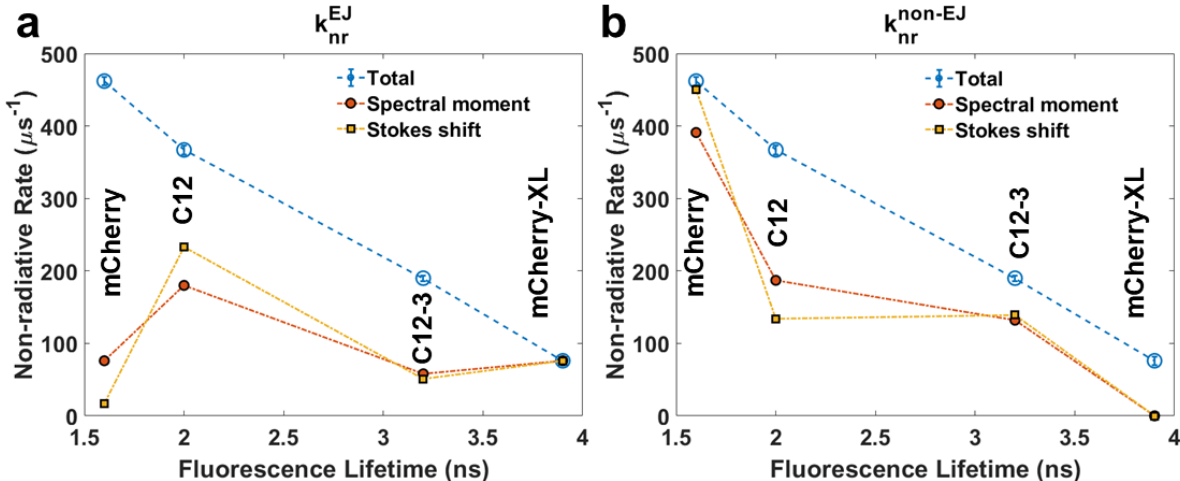 a
k_nr^EJ
Non-radiative Rate (μs⁻¹)
500
400
300
200
100
0
Total
Spectral moment
Stokes shift
mCherry
C12
C12-3
mCherry-XL
1.5 2 2.5 3 3.5 4
Fluorescence Lifetime (ns)
b
k_nr^non-EJ
Non-radiative Rate (μs⁻¹)
500
400
300
200
100
0
Total
Spectral moment
Stokes shift
mCherry
C12
C12-3
mCherry-XL
1.5 2 2.5 3 3.5 4
Fluorescence Lifetime (ns)